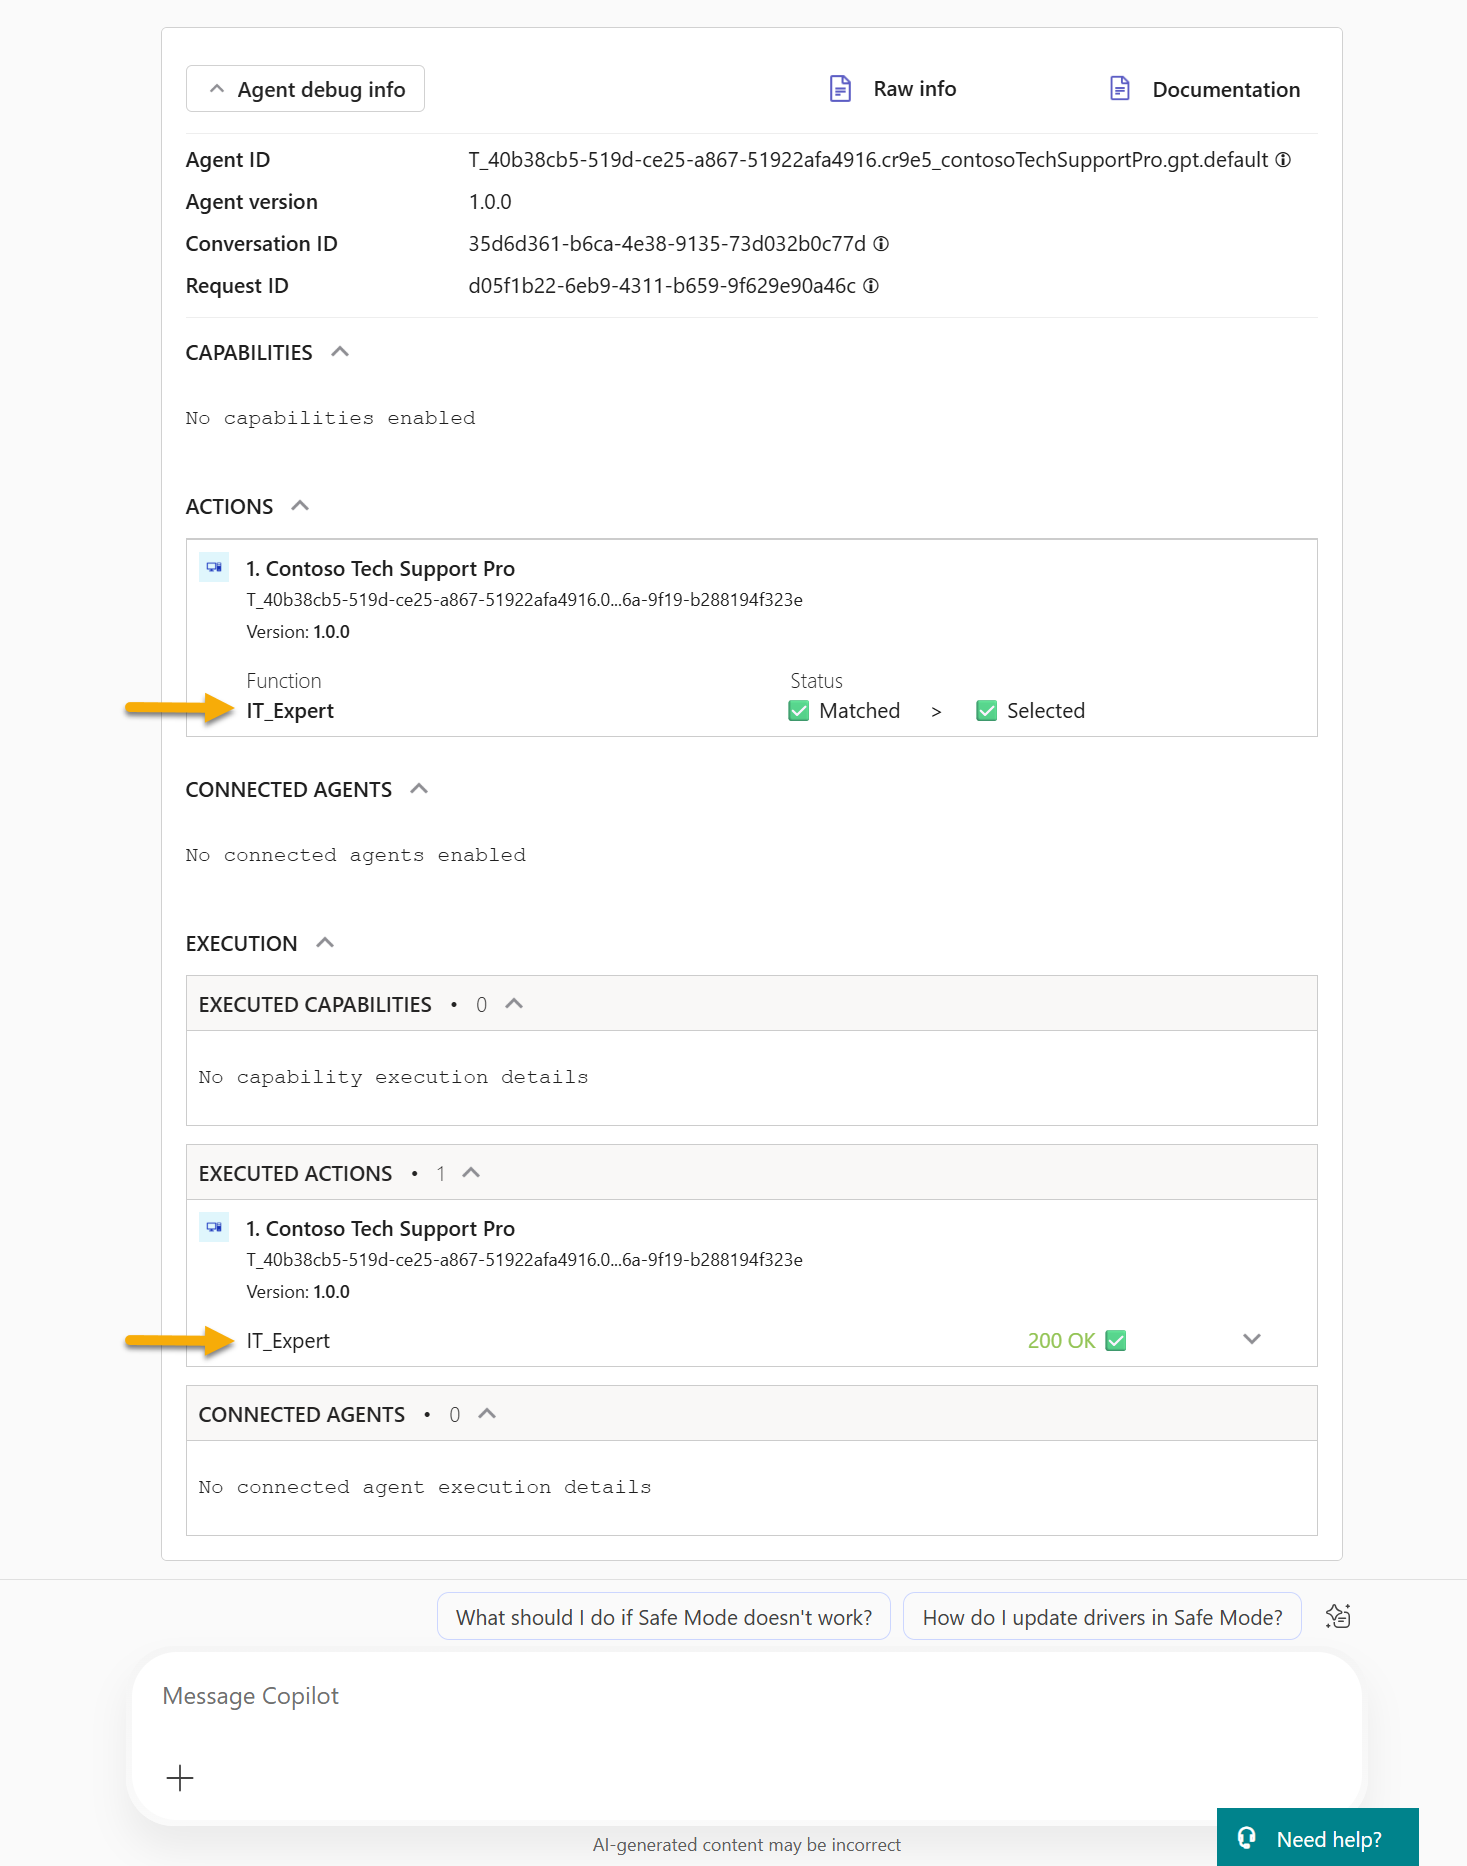 Agent debug info
Raw info
Documentation
Agent ID T_40b38cb5-519d-ce25-a867-51922afa4916.cr9e5_contosoTechSupportPro.gpt.default
Agent version 1.0.0
Conversation ID 35d6d361-b6ca-4e38-9135-73d032b0c77d
Request ID d05f1b22-6eb9-4311-b659-9f629e90a46c
CAPABILITIES
No capabilities enabled
ACTIONS
1. Contoso Tech Support Pro
T_40b38cb5-519d-ce25-a867-51922afa4916.0...6a-9f19-b288194f323e
Version: 1.0.0
Function Status
IT_Expert Matched > Selected
CONNECTED AGENTS
No connected agents enabled
EXECUTION
EXECUTED CAPABILITIES • 0
No capability execution details
EXECUTED ACTIONS • 1
1. Contoso Tech Support Pro
T_40b38cb5-519d-ce25-a867-51922afa4916.0...6a-9f19-b288194f323e
Version: 1.0.0
IT_Expert 200 OK
CONNECTED AGENTS • 0
No connected agent execution details
What should I do if Safe Mode doesn't work?
How do I update drivers in Safe Mode?
Message Copilot
AI-generated content may be incorrect
Need help?